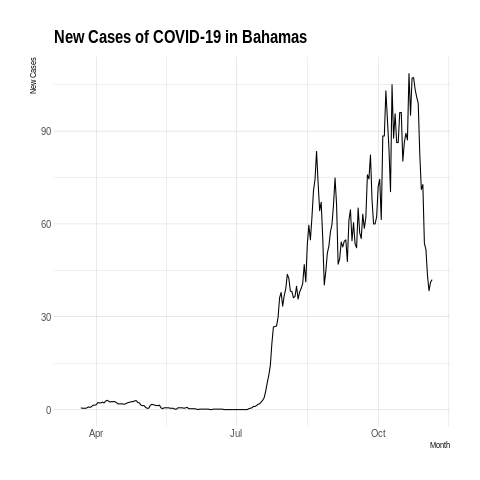 New Cases of COVID-19 in Bahamas
New Cases
90
60
30
0
Apr
Jul
Oct
Month